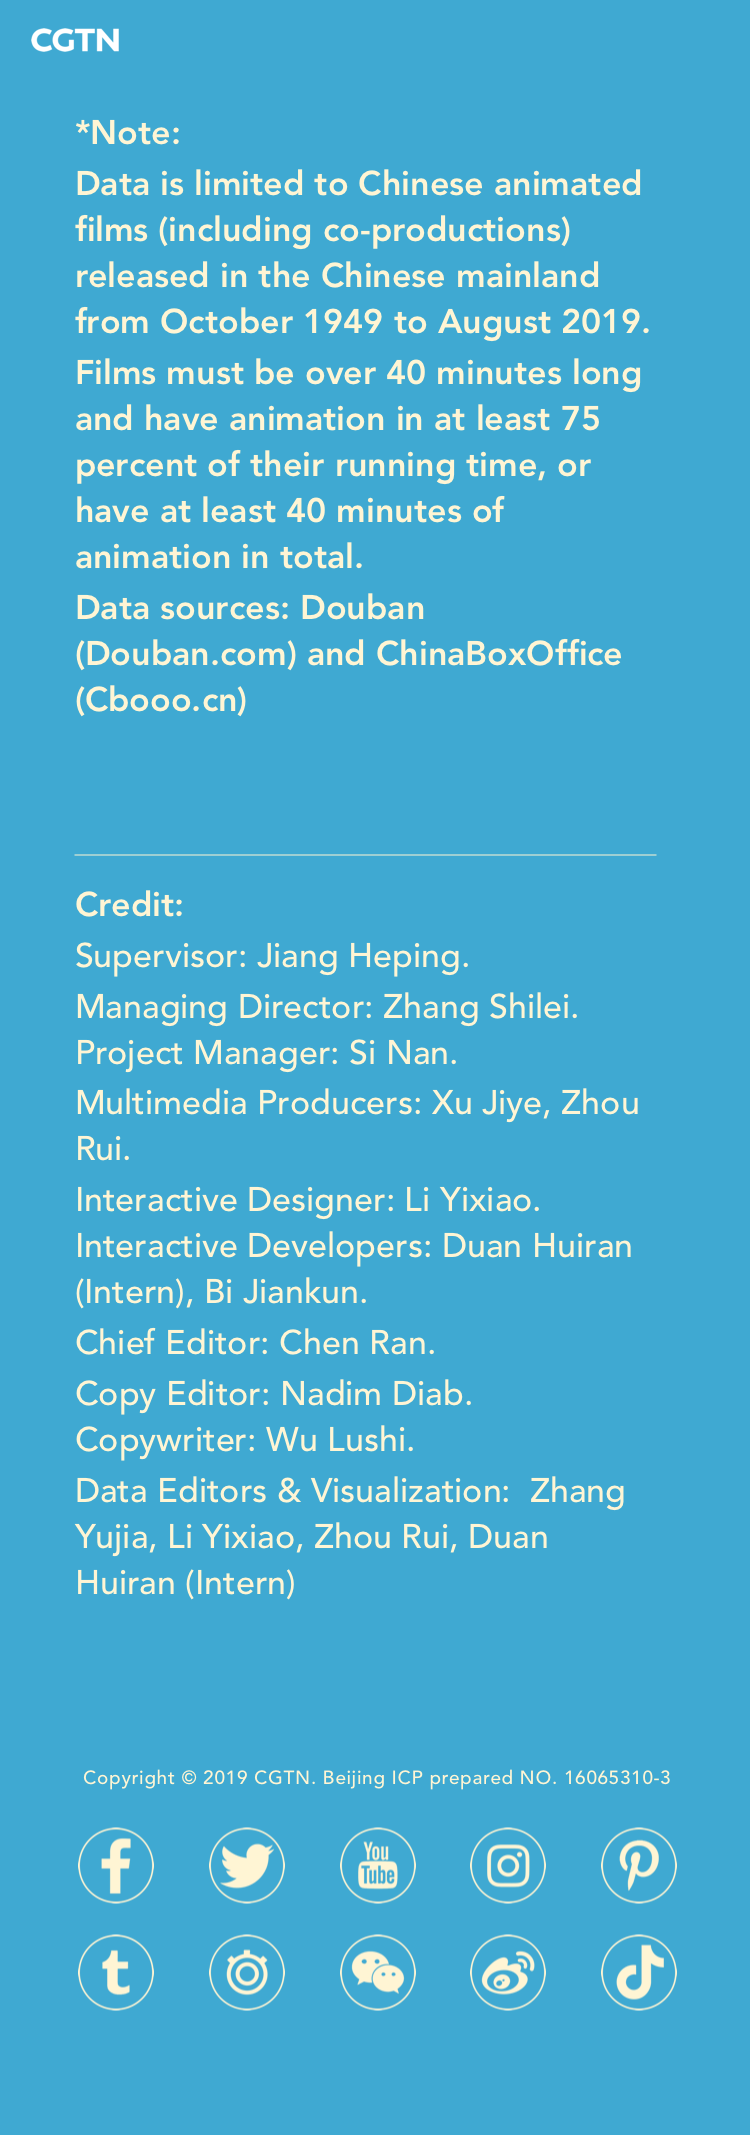 CGTN
*Note:
Data is limited to Chinese animated
films (including co-productions)
released in the Chinese mainland
from October 1949 to August 2019.
Films must be over 40 minutes long
and have animation in at least 75
percent of their running time, or
have at least 40 minutes of
animation in total.
Data sources: Douban
(Douban.com) and ChinaBoxOffice
(Cbooo.cn)
Credit:
Supervisor: Jiang Heping.
Managing Director: Zhang Shilei.
Project Manager: Si Nan.
Multimedia Producers: Xu Jiye, Zhou
Rui.
Interactive Designer: Li Yixiao.
Interactive Developers: Duan Huiran
(Intern), Bi Jiankun.
Chief Editor: Chen Ran.
Copy Editor: Nadim Diab.
Copywriter: Wu Lushi.
Data Editors & Visualization:  Zhang
Yujia, Li Yixiao, Zhou Rui, Duan
Huiran (Intern)
Copyright © 2019 CGTN. Beijing ICP prepared NO. 16065310-3
You
Tube